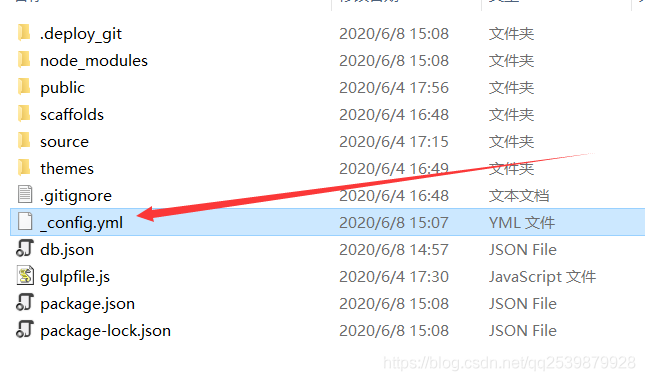 .deploy_git 2020/6/8 15:08 文件夹
node_modules 2020/6/8 15:08 文件夹
public 2020/6/4 17:56 文件夹
scaffolds 2020/6/4 16:48 文件夹
source 2020/6/4 17:15 文件夹
themes 2020/6/4 16:49 文件夹
.gitignore 2020/6/4 16:48 文本文档
_config.yml 2020/6/8 15:07 YML 文件
db.json 2020/6/8 14:57 JSON File
gulpfile.js 2020/6/4 17:30 JavaScript 文件
package.json 2020/6/8 15:08 JSON File
package-lock.json 2020/6/8 15:08 JSON File
https://blog.csdn.net/qq2539879928